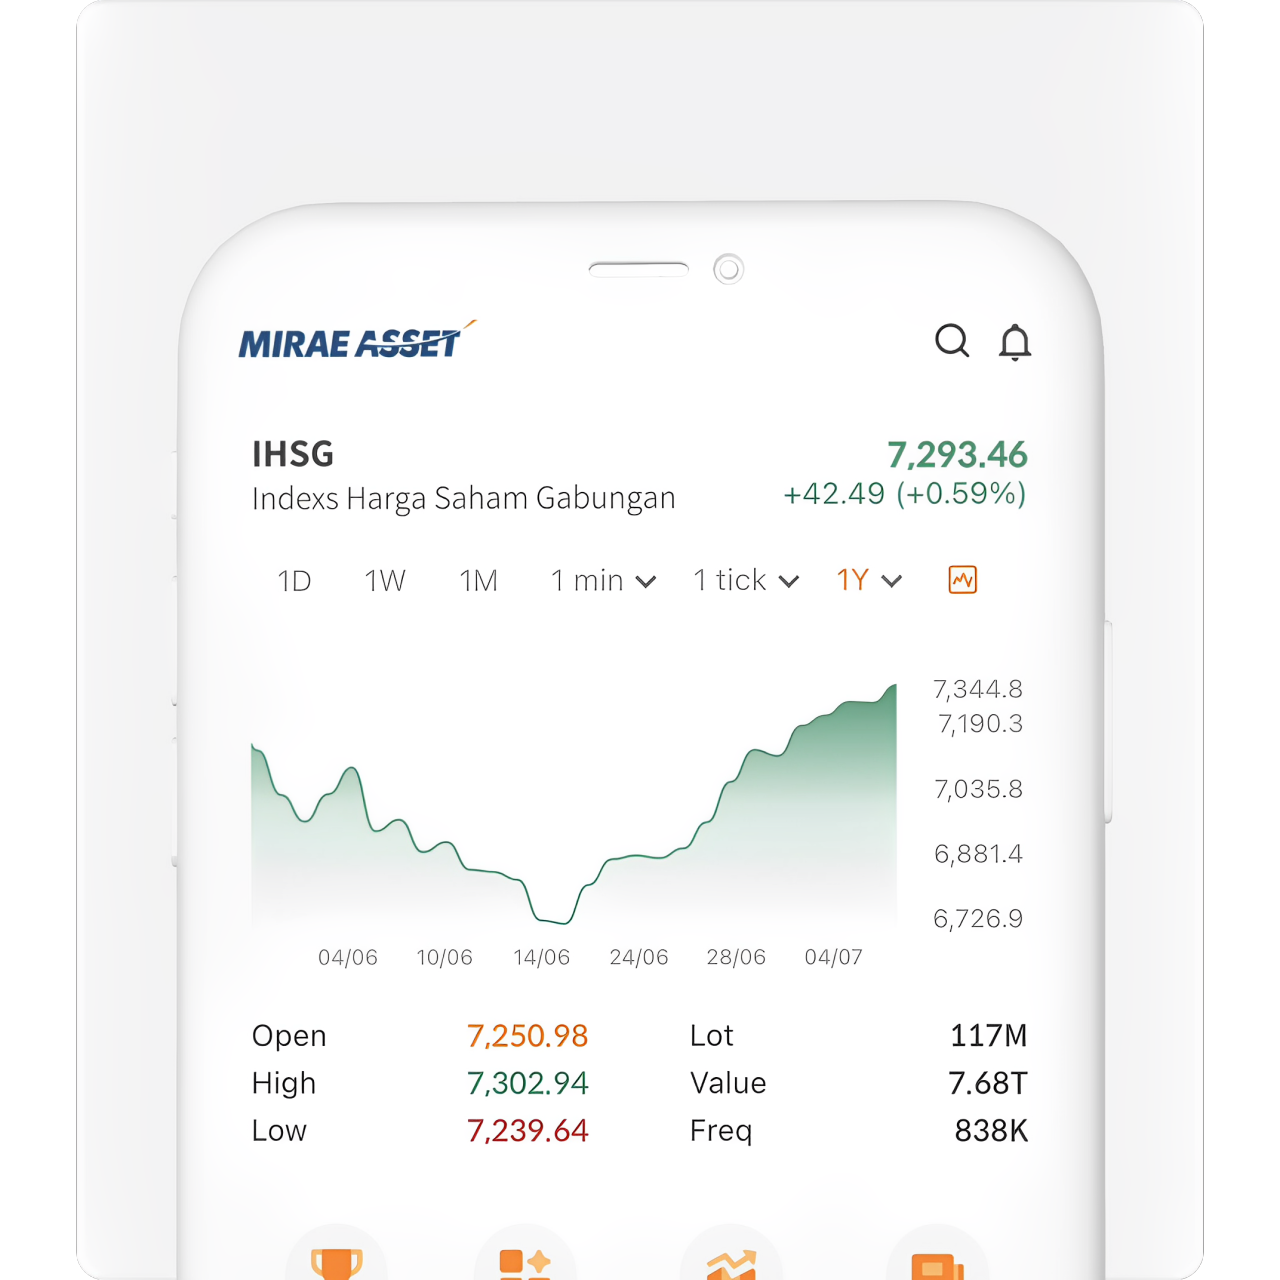 MIRAE ASSET
IHSG 7,293.46
Indexs Harga Saham Gabungan +42.49 (+0.59%)
1D 1W 1M 1 min 1 tick 1Y
7,344.8
7,190.3
7,035.8
6,881.4
6,726.9
04/06 10/06 14/06 24/06 28/06 04/07
Open 7,250.98 Lot 117M
High 7,302.94 Value 7.68T
Low 7,239.64 Freq 838K